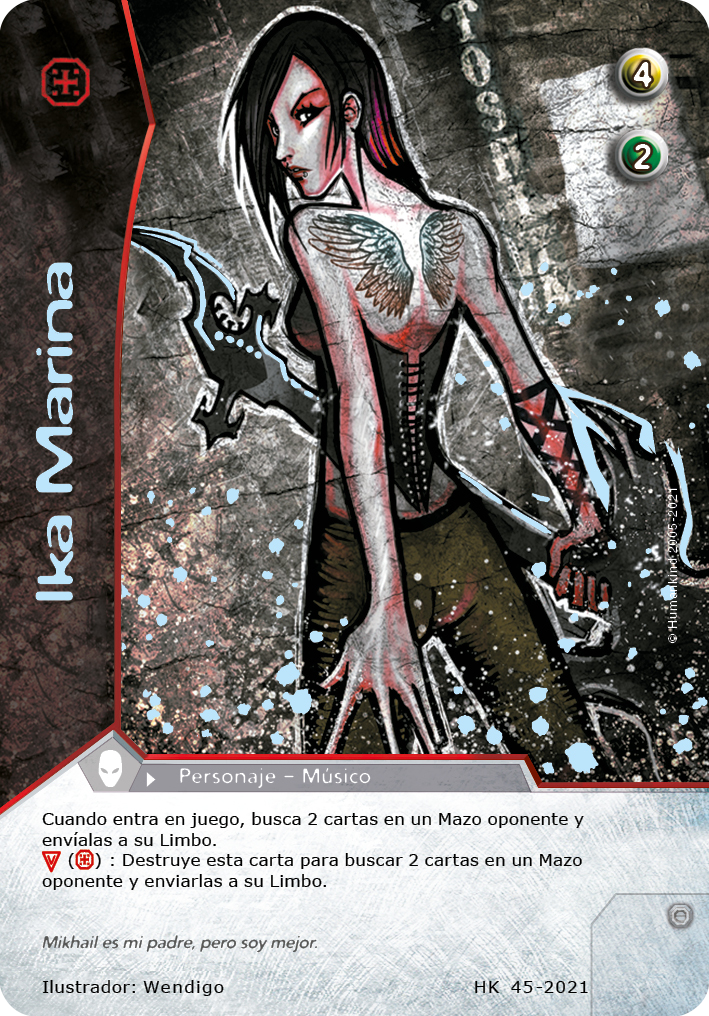 4
2
Ika Marina
© HumanKind 2005-2021
Personaje – Músico
Cuando entra en juego, busca 2 cartas en un Mazo oponente y
envíalas a su Limbo.
( ) : Destruye esta carta para buscar 2 cartas en un Mazo
oponente y enviarlas a su Limbo.
Mikhail es mi padre, pero soy mejor.
Ilustrador: Wendigo
HK 45-2021